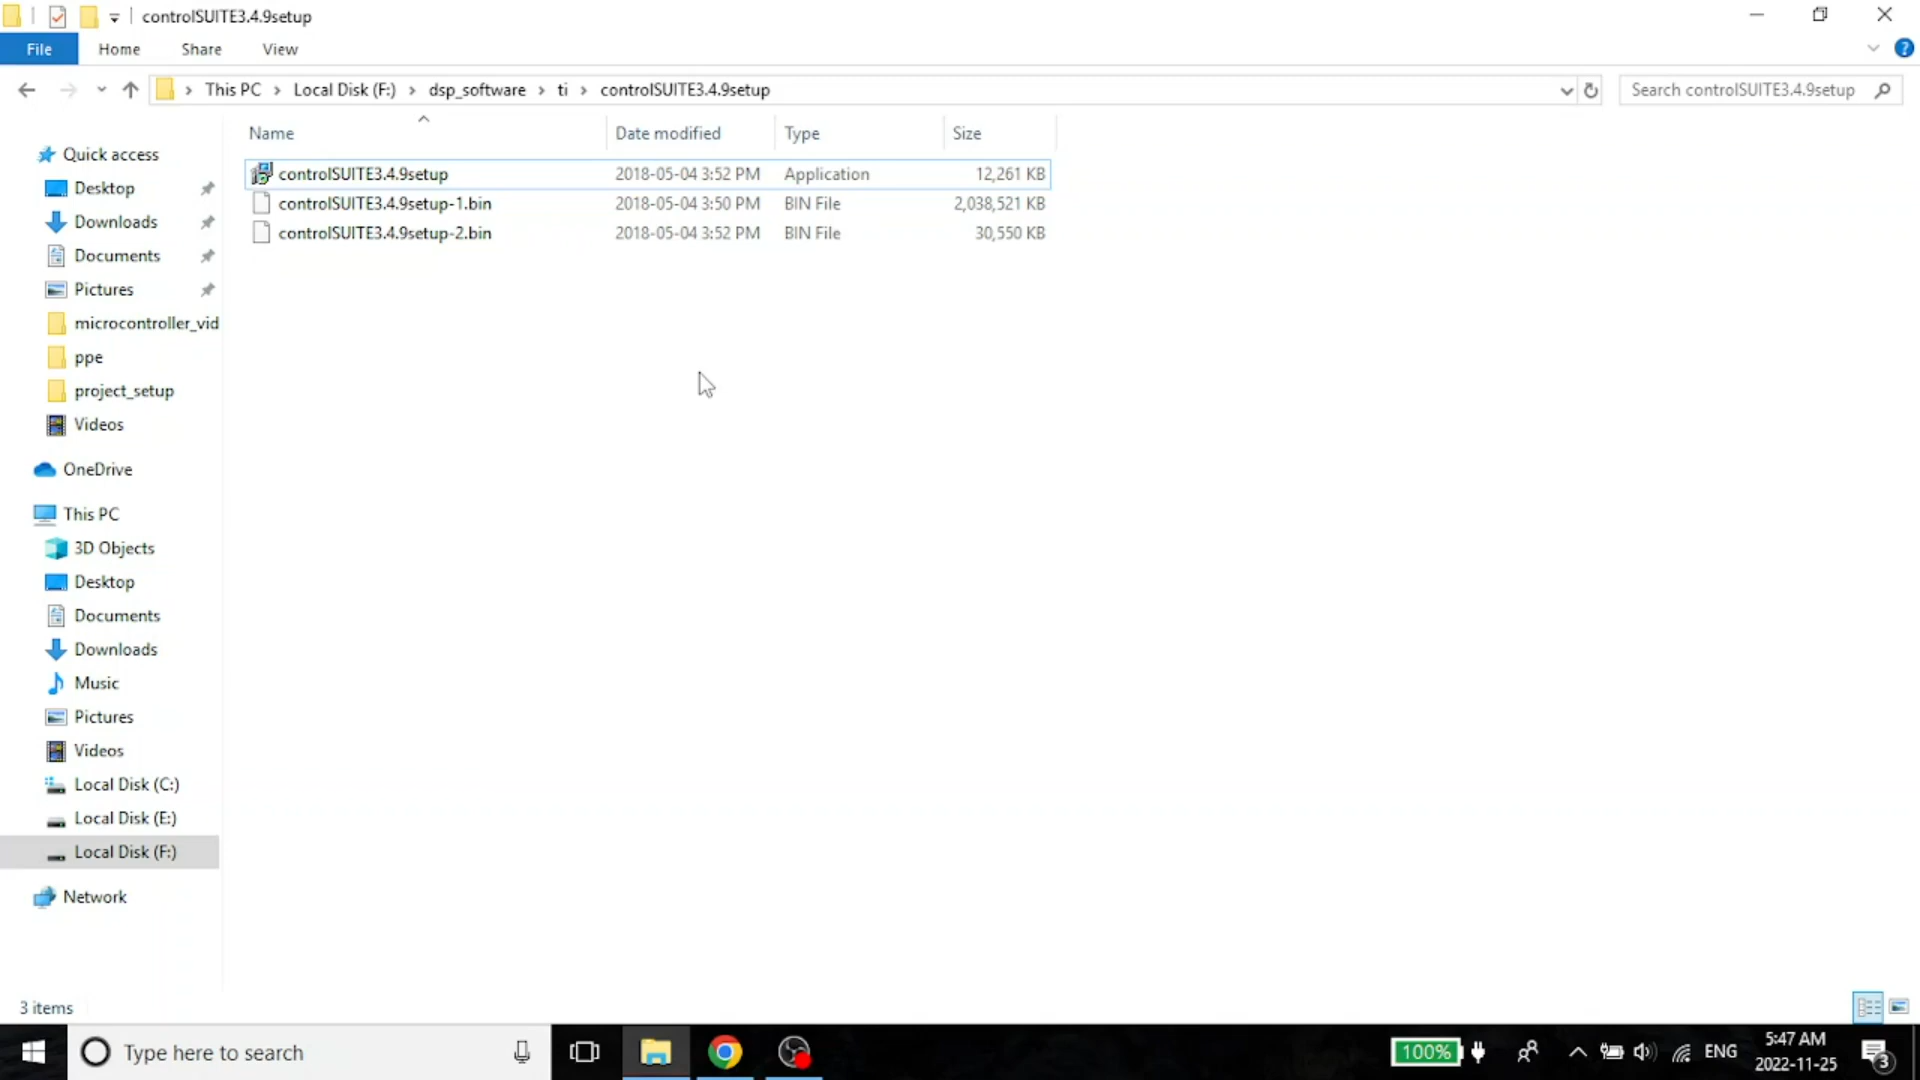 controlSUITE3.4.9setup
File Home Share View
This PC Local Disk (F:) dsp_software ti controlSUITE3.4.9setup
Search controlSUITE3.4.9setup
Name Date modified Type Size
controlSUITE3.4.9setup 2018-05-04 3:52 PM Application 12,261 KB
controlSUITE3.4.9setup-1.bin 2018-05-04 3:50 PM BIN File 2,038,521 KB
controlSUITE3.4.9setup-2.bin 2018-05-04 3:52 PM BIN File 30,550 KB
Quick access
Desktop
Downloads
Documents
Pictures
microcontroller_vid
ppe
project_setup
Videos
OneDrive
This PC
3D Objects
Desktop
Documents
Downloads
Music
Pictures
Videos
Local Disk (C:)
Local Disk (E:)
Local Disk (F:)
Network
3 items
Type here to search
100%
ENG
5:47 AM
2022-11-25
3